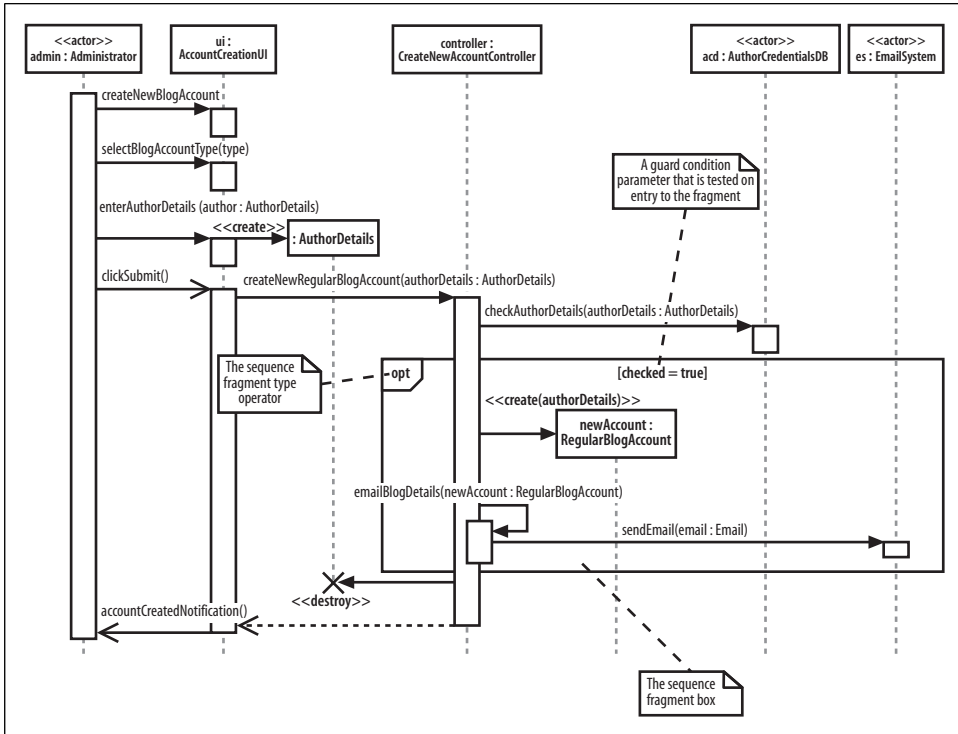 <<actor>>
admin : Administrator
ui :
AccountCreationUI
controller :
CreateNewAccountController
<<actor>>
acd : AuthorCredentialsDB
<<actor>>
es : EmailSystem
createNewBlogAccount
selectBlogAccountType(type)
A guard condition
parameter that is tested on
entry to the fragment
enterAuthorDetails (author : AuthorDetails)
<<create>>
: AuthorDetails
clickSubmit()
createNewRegularBlogAccount(authorDetails : AuthorDetails)
checkAuthorDetails(authorDetails : AuthorDetails)
The sequence
fragment type
operator
opt
[checked = true]
<<create(authorDetails)>>
newAccount :
RegularBlogAccount
emailBlogDetails(newAccount : RegularBlogAccount)
sendEmail(email : Email)
<<destroy>>
accountCreatedNotification()
The sequence
fragment box